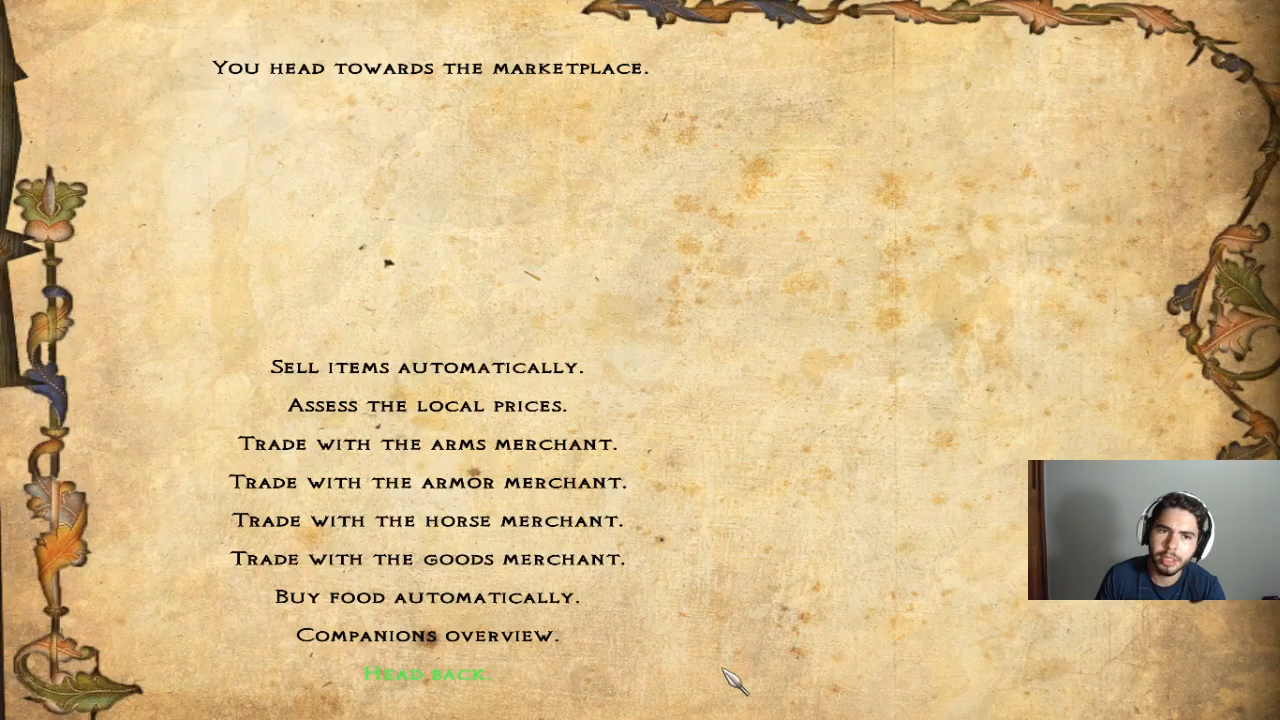 You head towards the marketplace.
Sell items automatically.
Assess the local prices.
Trade with the arms merchant.
Trade with the armor merchant.
Trade with the horse merchant.
Trade with the goods merchant.
Buy food automatically.
Companions overview.
Head back.